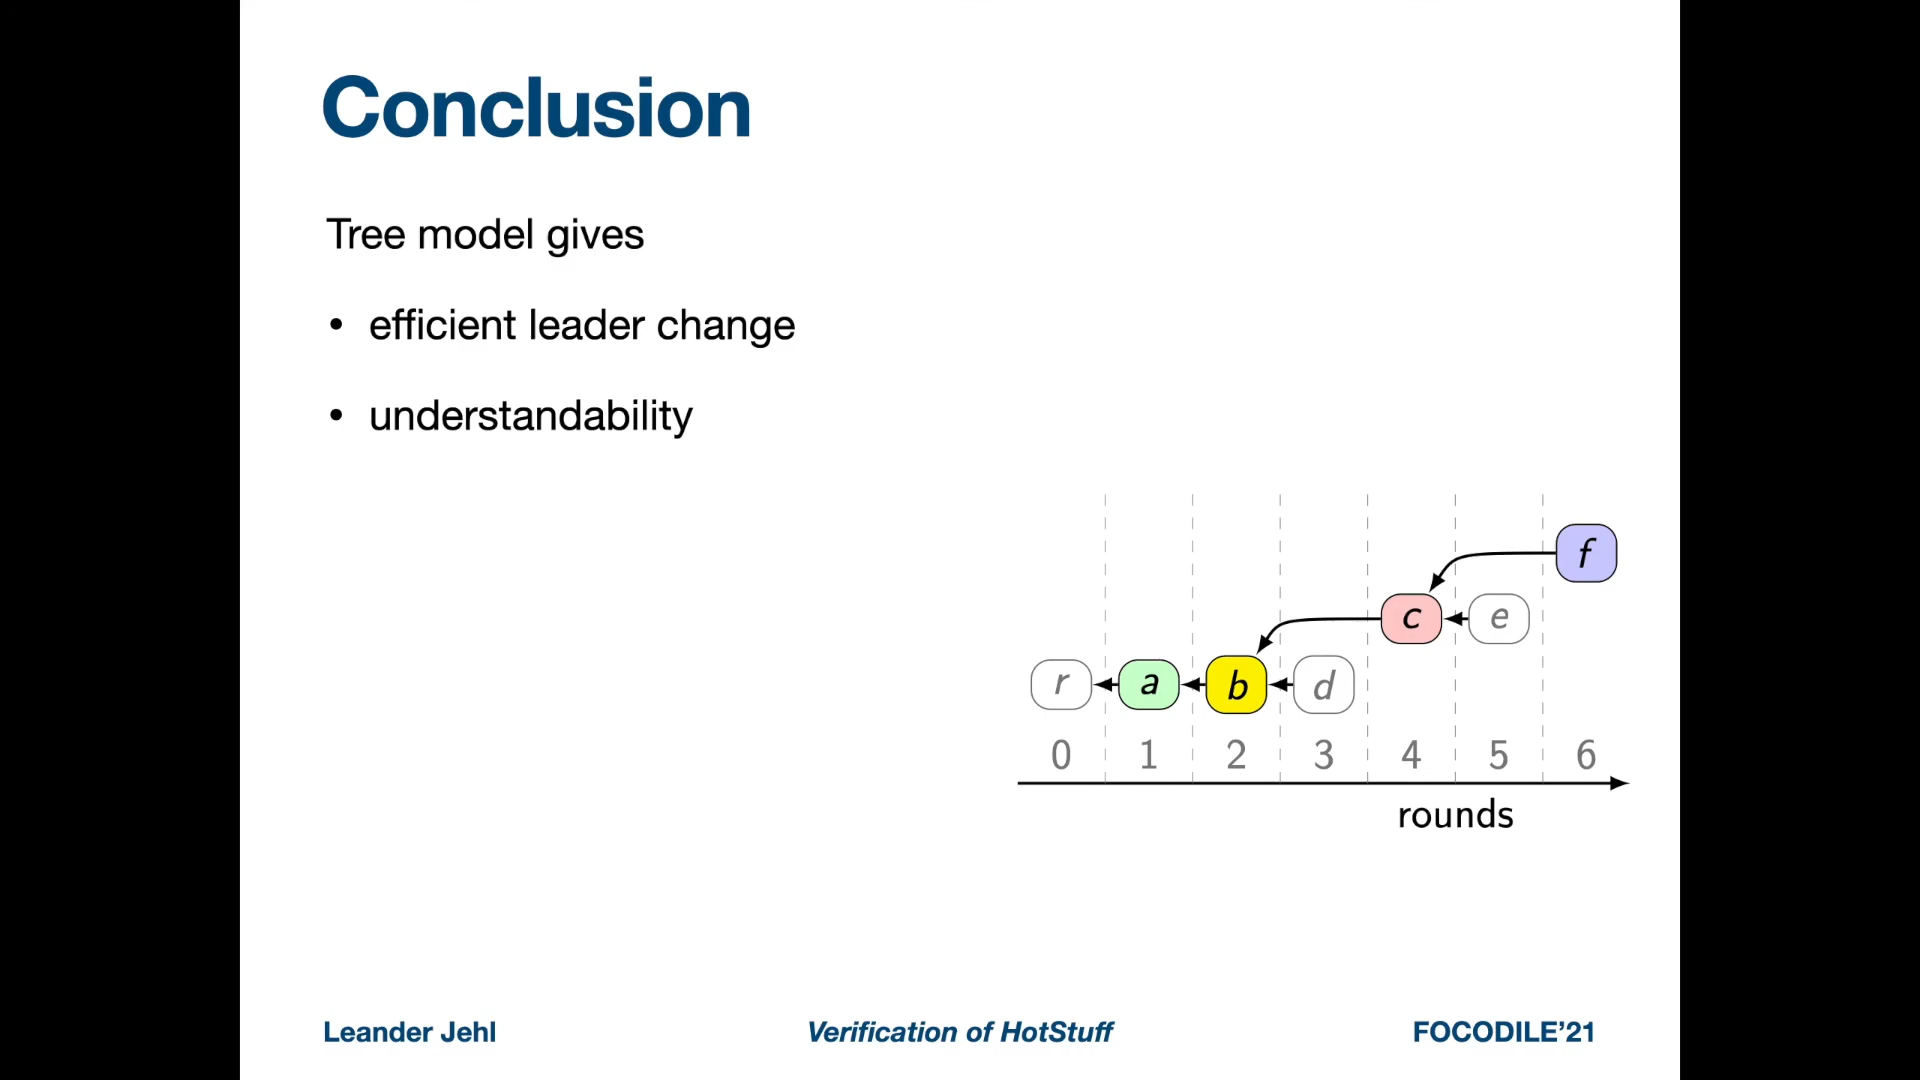 Conclusion
Tree model gives
• efficient leader change
• understandability
f
c e
r a b d
0 1 2 3 4 5 6
rounds
Leander Jehl Verification of HotStuff FOCODILE’21